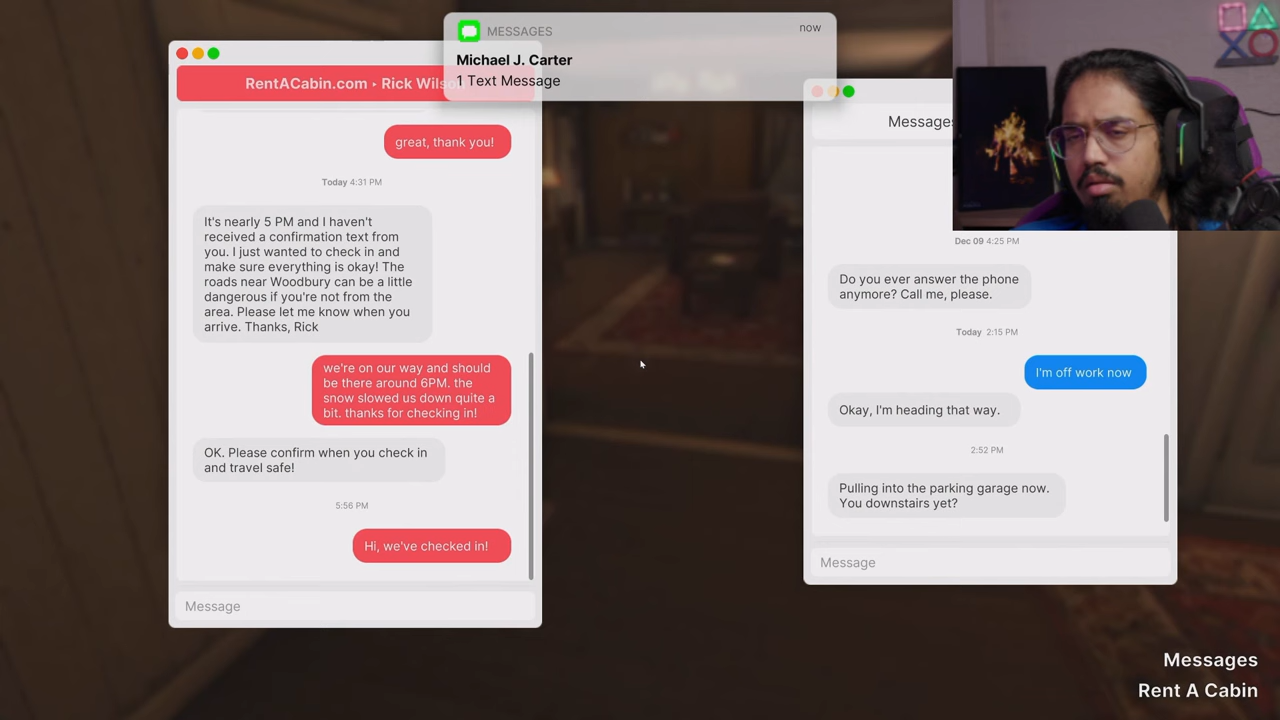 MESSAGES
now
Michael J. Carter
1 Text Message
RentACabin.com ‣ Rick Wilson
great, thank you!
Today 4:31 PM
It's nearly 5 PM and I haven't
received a confirmation text from
you. I just wanted to check in and
make sure everything is okay! The
roads near Woodbury can be a little
dangerous if you're not from the
area. Please let me know when you
arrive. Thanks, Rick
we're on our way and should
be there around 6PM. the
snow slowed us down quite a
bit. thanks for checking in!
OK. Please confirm when you check in
and travel safe!
5:56 PM
Hi, we've checked in!
Message
Messages
Dec 09 4:25 PM
Do you ever answer the phone
anymore? Call me, please.
Today 2:15 PM
I'm off work now
Okay, I'm heading that way.
2:52 PM
Pulling into the parking garage now.
You downstairs yet?
Message
Messages
Rent A Cabin